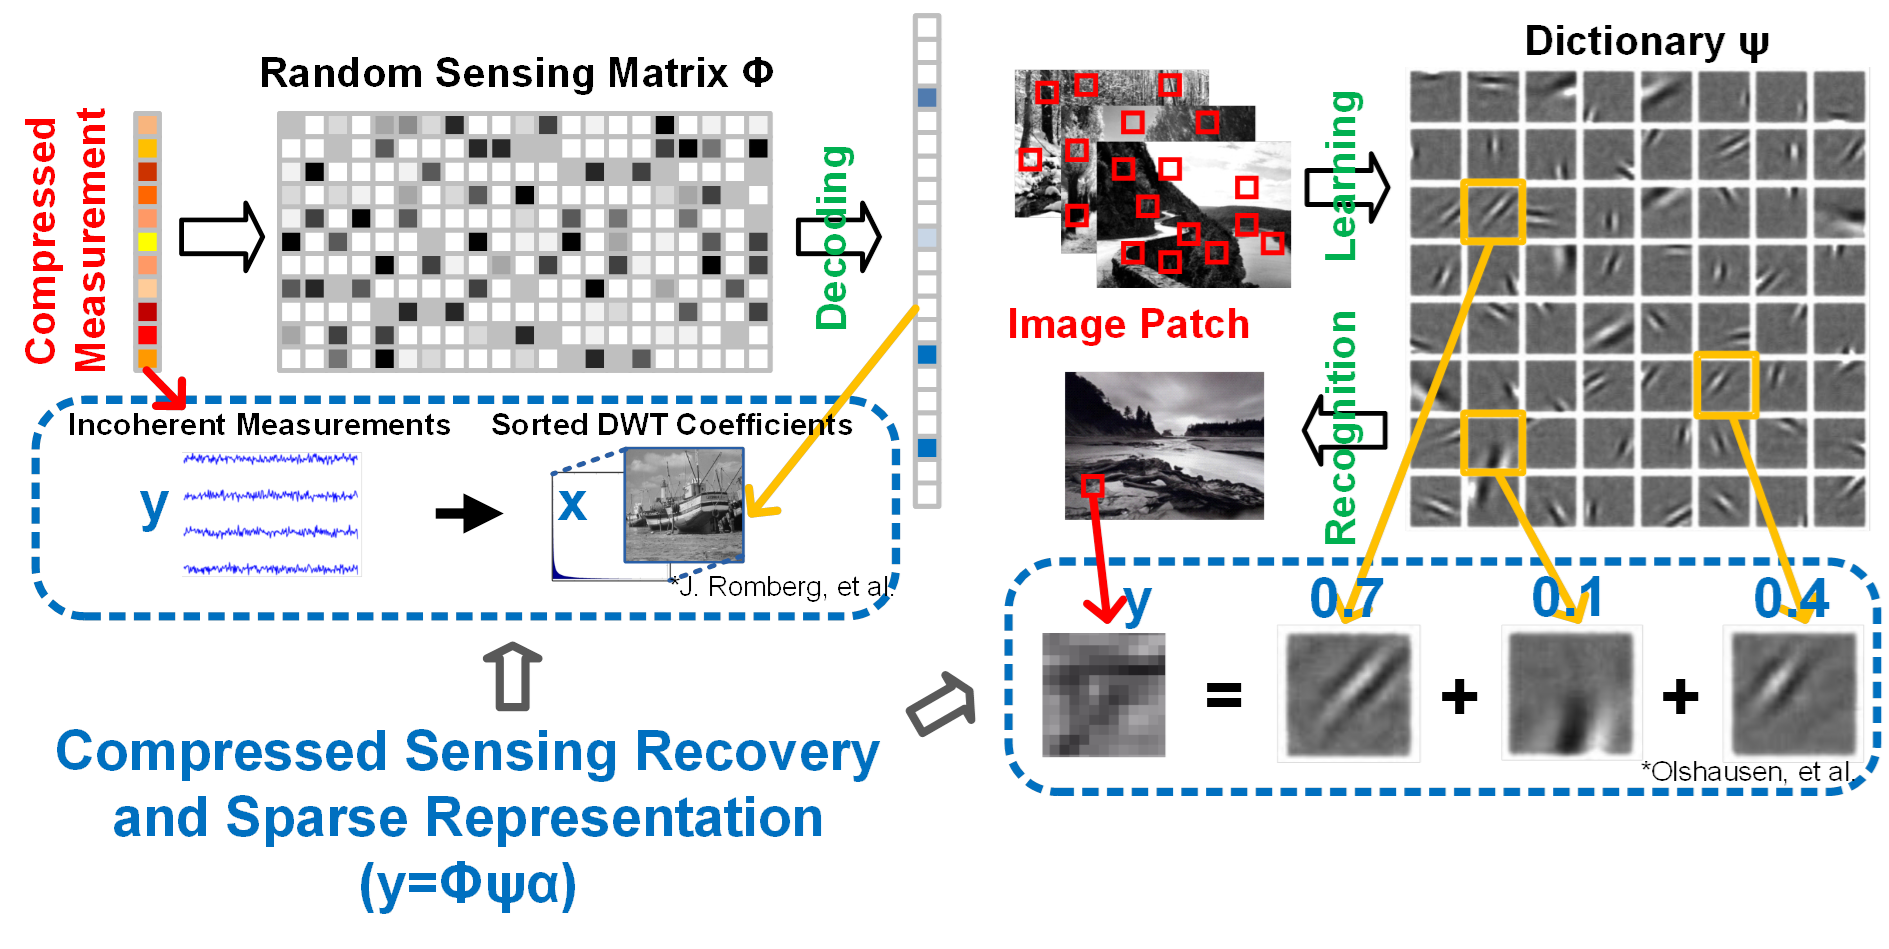 Random Sensing Matrix Φ
Compressed
Measurement
Decoding
Incoherent Measurements
Sorted DWT Coefficients
y
x
*J. Romberg, et al.
Dictionary ψ
Learning
Image Patch
Recognition
y
0.7
0.1
0.4
=
+
+
*Olshausen, et al.
Compressed Sensing Recovery
and Sparse Representation
(y=Φψα)